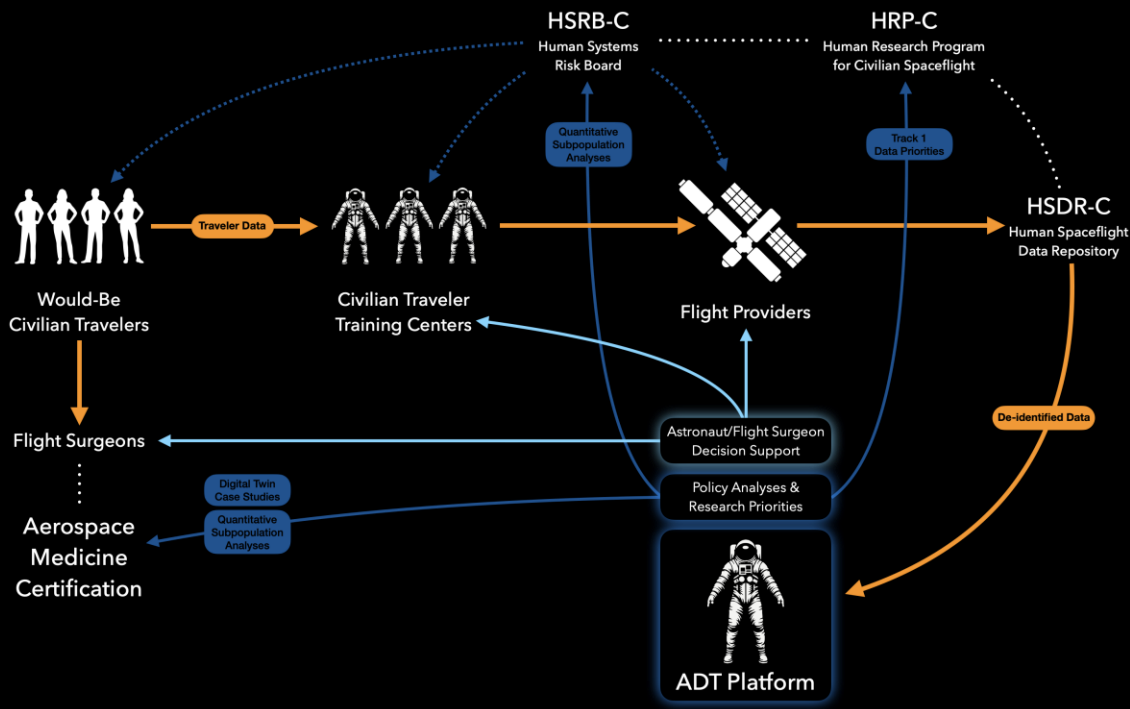 HSRB-C
Human Systems
Risk Board
HRP-C
Human Research Program
for Civilian Spaceflight
Quantitative
Subpopulation
Analyses
Track 1
Data Priorities
Traveler Data
HSDR-C
Human Spaceflight
Data Repository
Would-Be
Civilian Travelers
Civilian Traveler
Training Centers
Flight Providers
De-identified Data
Flight Surgeons
Astronaut/Flight Surgeon
Decision Support
Digital Twin
Case Studies
Policy Analyses &
Research Priorities
Quantitative
Subpopulation
Analyses
Aerospace
Medicine
Certification
ADT Platform